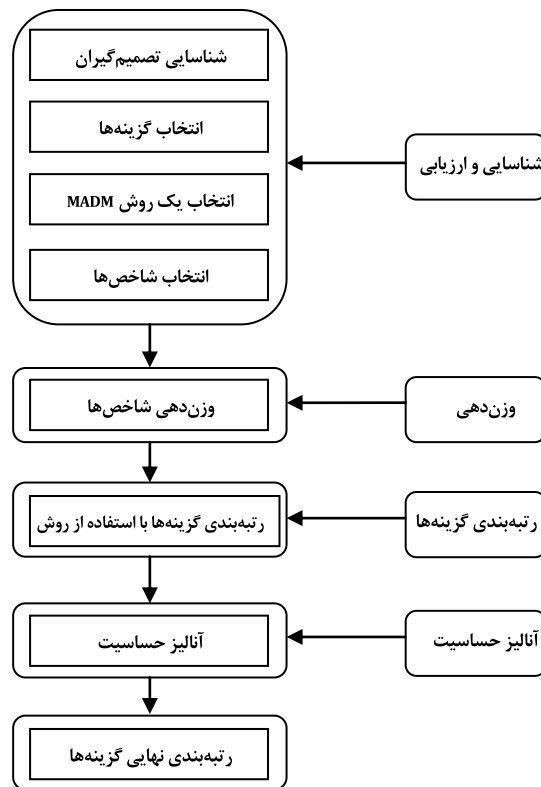 شناسایی تصمیم‌گیران
انتخاب گزینه‌ها
شناسایی و ارزیابی
انتخاب یک روش MADM
انتخاب شاخص‌ها
وزن‌دهی شاخص‌ها
وزن‌دهی
رتبه‌بندی گزینه‌ها با استفاده از روش
رتبه‌بندی گزینه‌ها
آنالیز حساسیت
آنالیز حساسیت
رتبه‌بندی نهایی گزینه‌ها